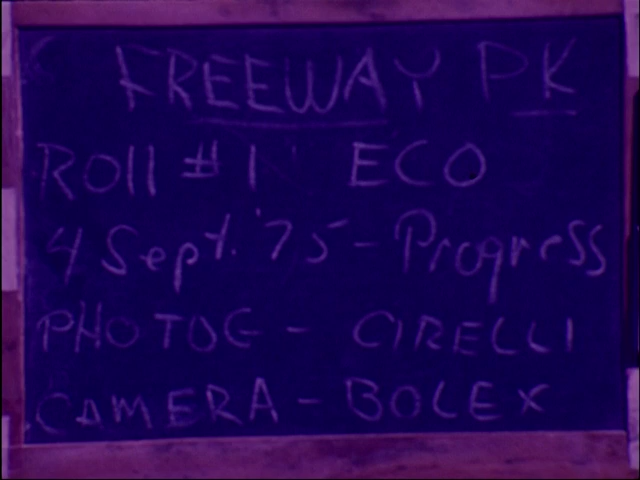 FREEWAY PK
ROll #1 ECO
4 Sept. '75 - Progress
PHOTOG - CIRELLI
CAMERA - BOLEX